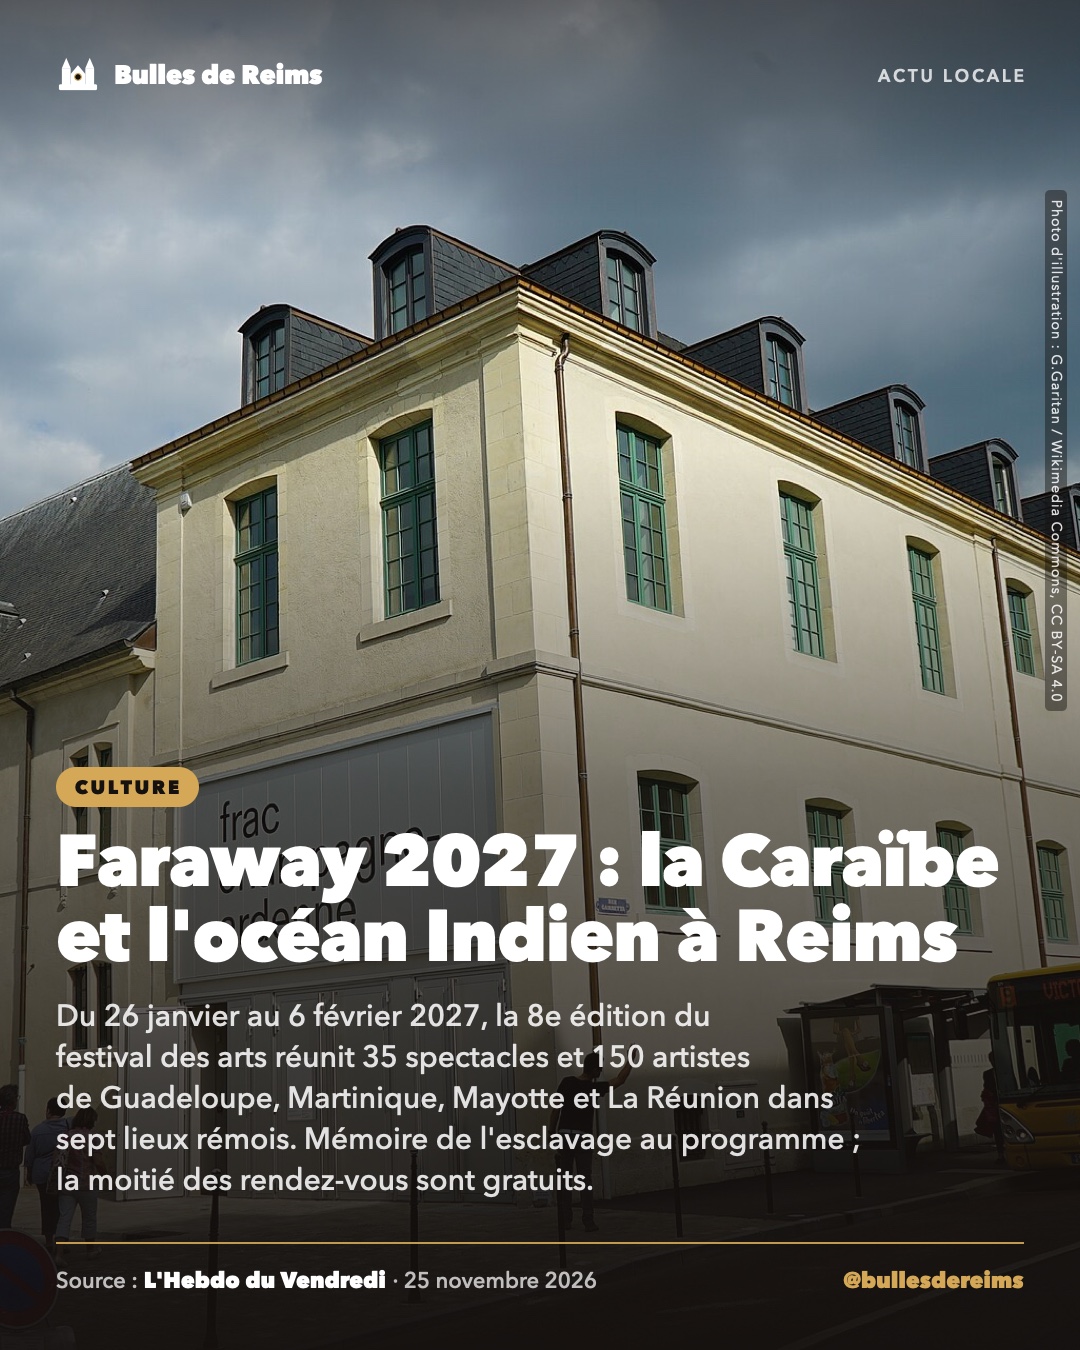 Bulles de Reims
ACTU LOCALE
Photo d'illustration : G.Garitan / Wikimedia Commons, CC BY-SA 4.0
CULTURE
frac
champagne-
ardenne
Faraway 2027 : la Caraïbe
et l'océan Indien à Reims
Du 26 janvier au 6 février 2027, la 8e édition du
festival des arts réunit 35 spectacles et 150 artistes
de Guadeloupe, Martinique, Mayotte et La Réunion dans
sept lieux rémois. Mémoire de l'esclavage au programme ;
la moitié des rendez-vous sont gratuits.
Source : L'Hebdo du Vendredi · 25 novembre 2026
@bullesdereims